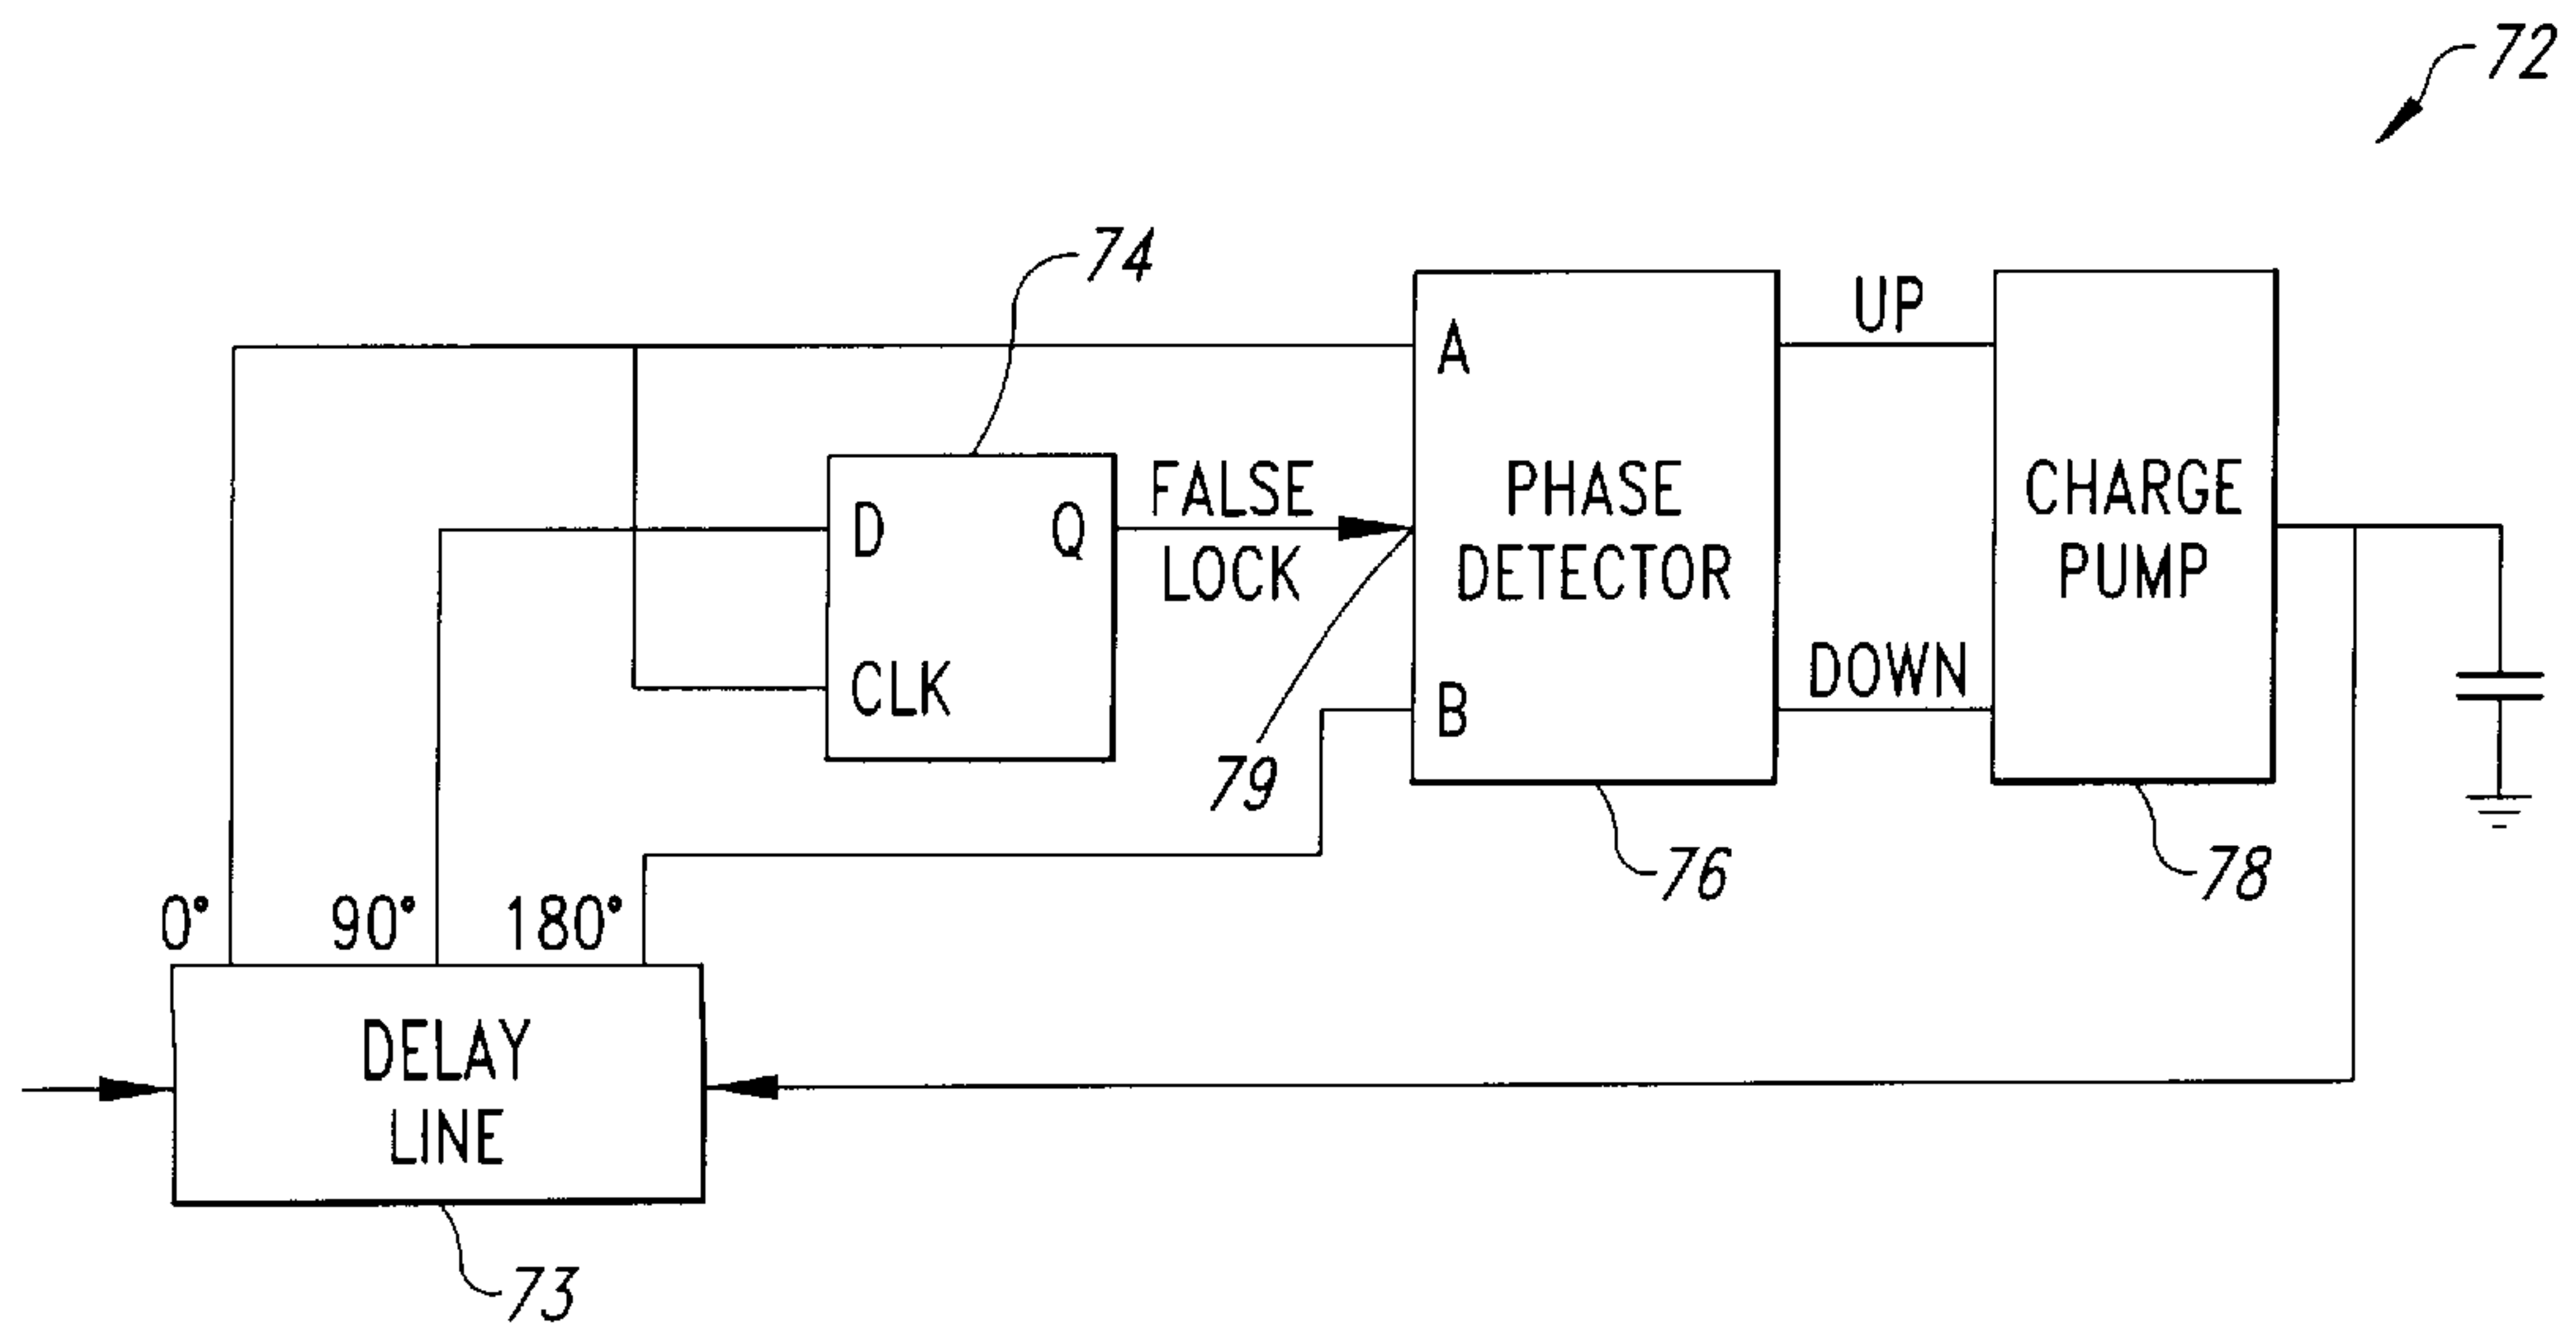 72
74
UP
A
FALSE
LOCK
D
Q
CLK
PHASE
DETECTOR
CHARGE
PUMP
DOWN
B
79
76
78
0°
90°
180°
DELAY
LINE
73